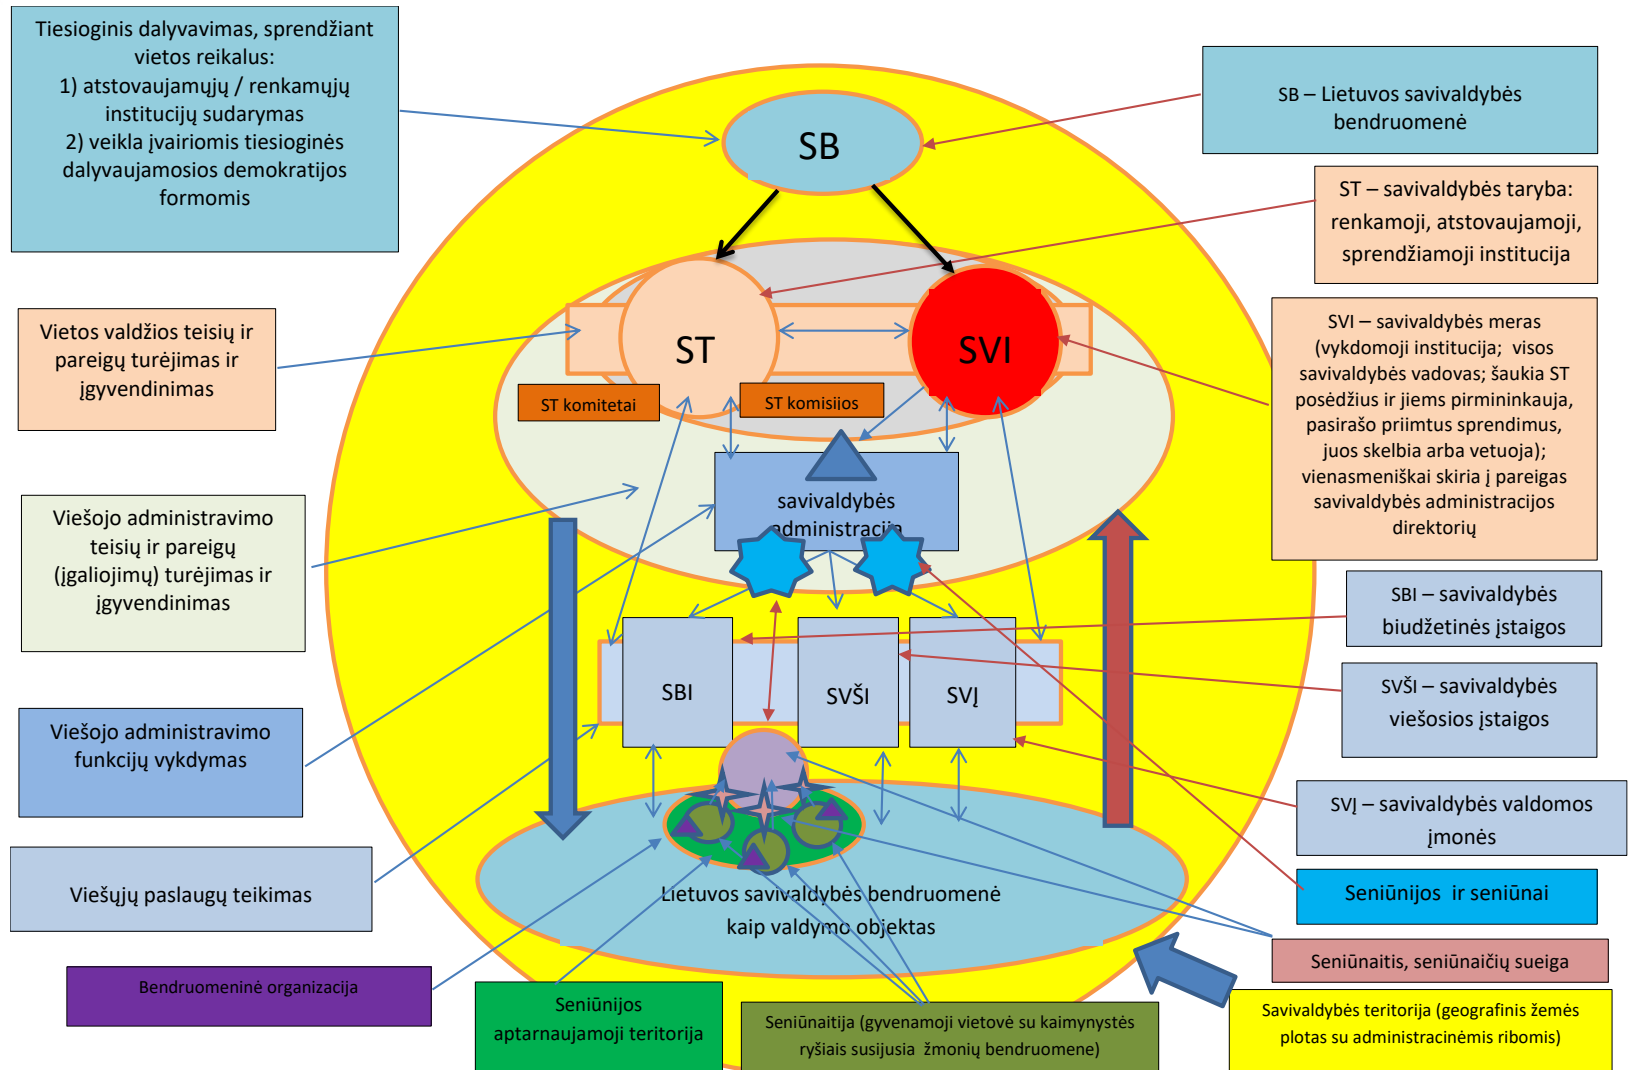 Tiesioginis dalyvavimas, sprendžiant
vietos reikalus:
1) atstovaujamųjų / renkamųjų
institucijų sudarymas
2) veikla įvairiomis tiesioginės
dalyvaujamosios demokratijos
formomis
SB
SB – Lietuvos savivaldybės
bendruomenė
ST – savivaldybės taryba:
renkamoji, atstovaujamoji,
sprendžiamoji institucija
Vietos valdžios teisių ir
pareigų turėjimas ir
įgyvendinimas
ST
SVI
ST komitetai
ST komisijos
SVI – savivaldybės meras
(vykdomoji institucija; visos
savivaldybės vadovas; šaukia ST
posėdžius ir jiems pirmininkauja,
pasirašo priimtus sprendimus,
juos skelbia arba vetuoja);
vienasmeniškai skiria į pareigas
savivaldybės administracijos
direktorių
Viešojo administravimo
teisių ir pareigų
(įgaliojimų) turėjimas ir
įgyvendinimas
savivaldybės
administracija
SBI – savivaldybės
biudžetinės įstaigos
SBI
SVŠI
SVĮ
SVŠI – savivaldybės
viešosios įstaigos
Viešojo administravimo
funkcijų vykdymas
SVĮ – savivaldybės valdomos
įmonės
Viešųjų paslaugų teikimas
Lietuvos savivaldybės bendruomenė
kaip valdymo objektas
Seniūnijos ir seniūnai
Seniūnaitis, seniūnaičių sueiga
Bendruomeninė organizacija
Seniūnijos
aptarnaujamoji teritorija
Seniūnaitija (gyvenamoji vietovė su kaimynystės
ryšiais susijusia žmonių bendruomene)
Savivaldybės teritorija (geografinis žemės
plotas su administracinėmis ribomis)